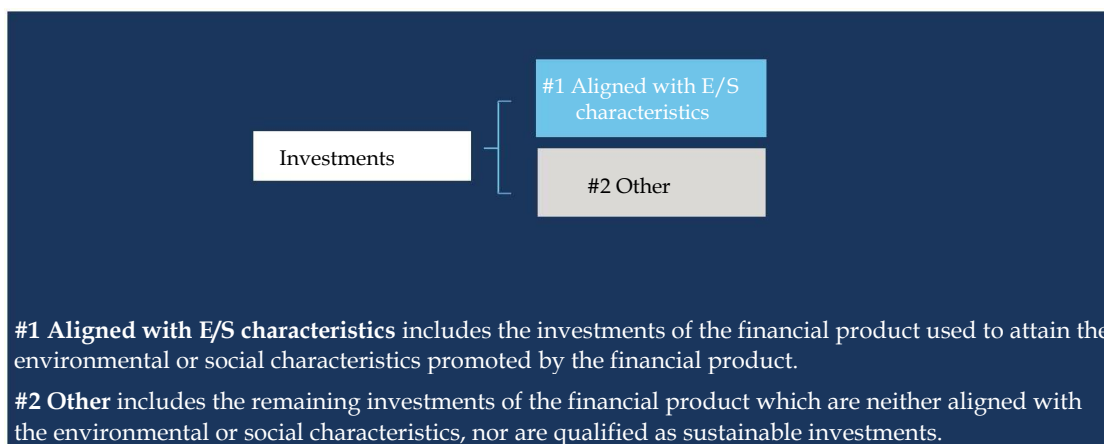 #1 Aligned with E/S
characteristics
Investments
#2 Other
#1 Aligned with E/S characteristics includes the investments of the financial product used to attain the
environmental or social characteristics promoted by the financial product.
#2 Other includes the remaining investments of the financial product which are neither aligned with
the environmental or social characteristics, nor are qualified as sustainable investments.